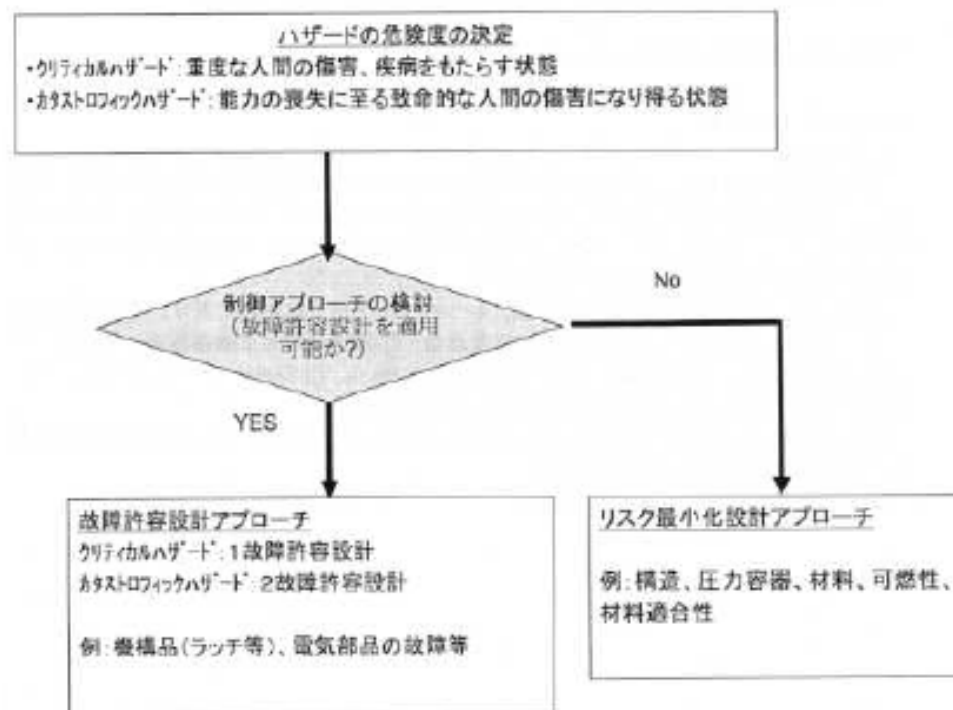 ハザードの危険度の決定
・クリティカルハザード:重度な人間の傷害、疾病をもたらす状態
・カタストロフィックハザード:能力の喪失に至る致命的な人間の傷害になり得る状態
制御アプローチの検討
(故障許容設計を適用
可能か?)
No
YES
故障許容設計アプローチ
クリティカルハザード:1故障許容設計
カタストロフィックハザード:2故障許容設計
例:機構品(ラッチ等)、電気部品の故障等
リスク最小化設計アプローチ
例:構造、圧力容器、材料、可燃性、
材料適合性